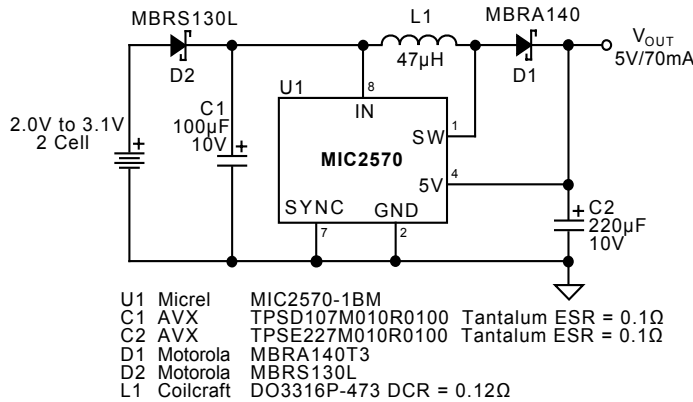 MBRS130L
D2
L1
47µH
MBRA140
D1
VOUT
5V/70mA
2.0V to 3.1V
2 Cell
+
C1
100µF
10V
+
U1
8
IN
SW
1
MIC2570
5V
4
SYNC
7
GND
2
+
C2
220µF
10V
U1 Micrel MIC2570-1BM
C1 AVX TPSD107M010R0100 Tantalum ESR = 0.1Ω
C2 AVX TPSE227M010R0100 Tantalum ESR = 0.1Ω
D1 Motorola MBRA140T3
D2 Motorola MBRS130L
L1 Coilcraft DO3316P-473 DCR = 0.12Ω